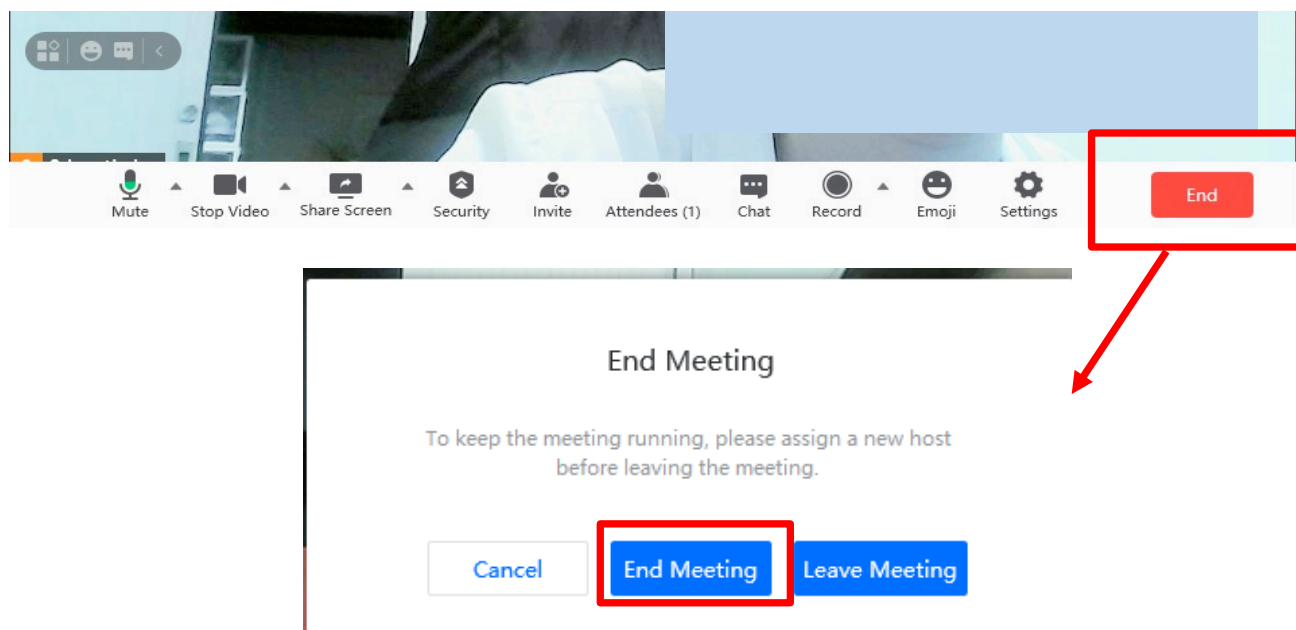 Mute
Stop Video
Share Screen
Security
Invite
Attendees (1)
Chat
Record
Emoji
Settings
End
End Meeting
To keep the meeting running, please assign a new host
before leaving the meeting.
Cancel
End Meeting
Leave Meeting